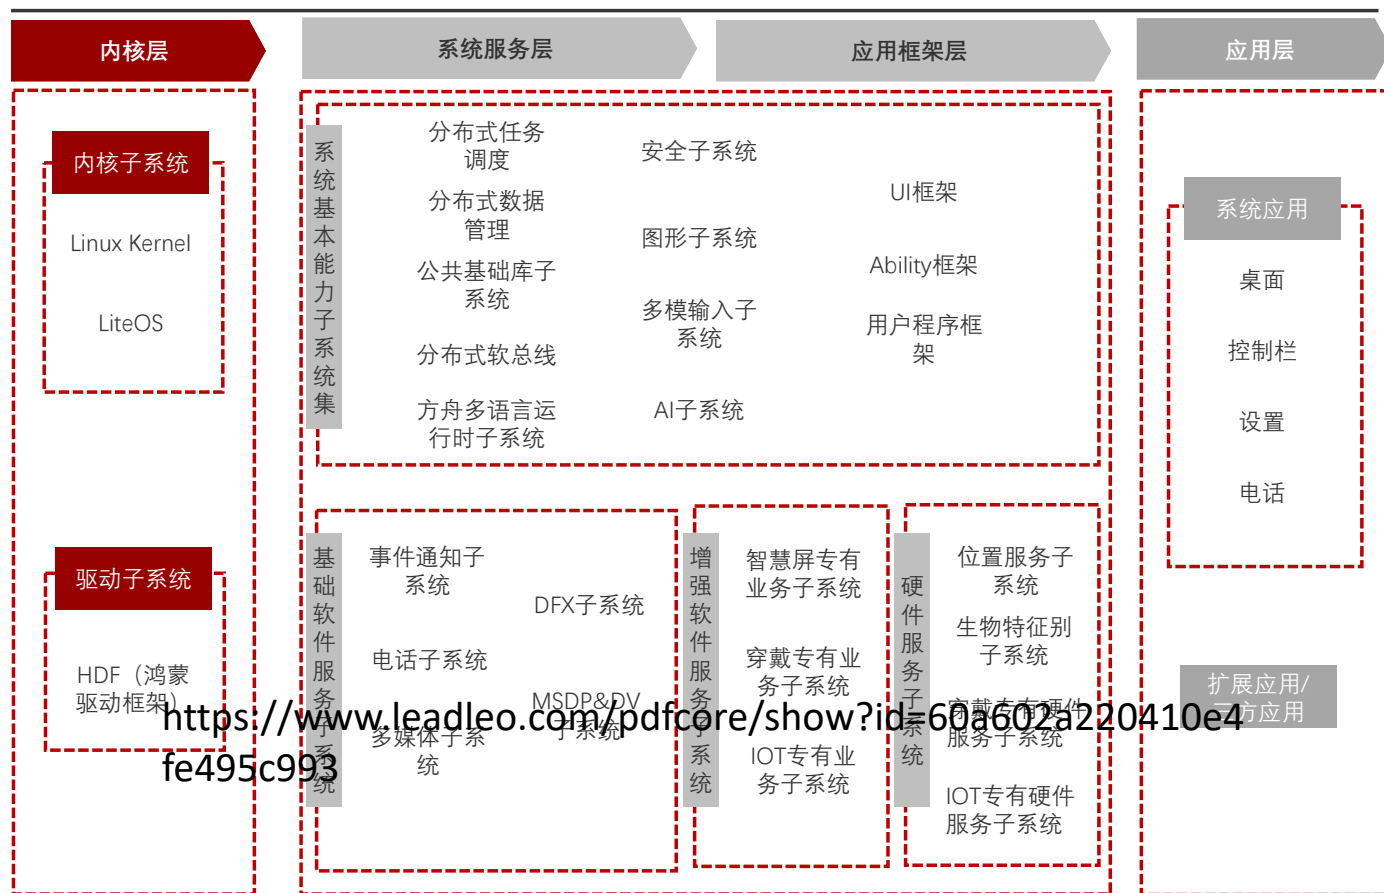 内核层
系统服务层
应用框架层
应用层
内核子系统
Linux Kernel
LiteOS
驱动子系统
HDF（鸿蒙
驱动框架）
系统基本能力子系统集
分布式任务
调度
分布式数据
管理
公共基础库子
系统
分布式软总线
方舟多语言运
行时子系统
安全子系统
图形子系统
多模输入子
系统
AI子系统
UI框架
Ability框架
用户程序框
架
基础软件服务子系统
事件通知子
系统
电话子系统
多媒体子系
统
DFX子系统
MSDP&DV
子系统
增强软件服务子系统
智慧屏专有
业务子系统
穿戴专有业
务子系统
IOT专有业
务子系统
硬件服务子系统
位置服务子
系统
生物特征别
子系统
穿戴专有硬件
服务子系统
IOT专有硬件
服务子系统
系统应用
桌面
控制栏
设置
电话
扩展应用/
三方应用
https://www.leadleo.com/pdfcore/show?id=60a602a220410e4
fe495c993